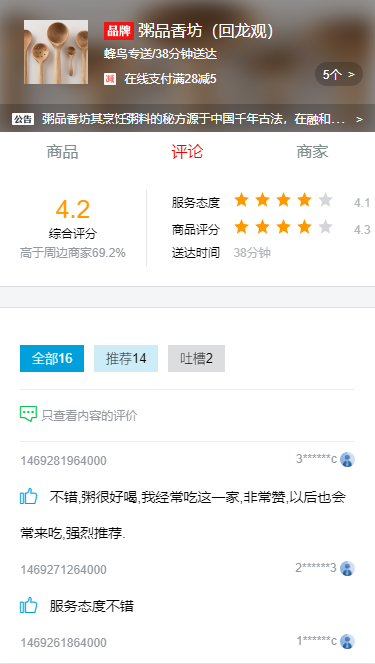 品牌 粥品香坊（回龙观）
蜂鸟专送/38分钟送达
减 在线支付满28减5
5个 >
公告 粥品香坊其烹饪粥料的秘方源于中国千年古法，在融和... >
商品 评论 商家
4.2
综合评分
高于周边商家69.2%
服务态度 4.1
商品评分 4.3
送达时间 38分钟
全部16 推荐14 吐槽2
只查看内容的评价
1469281964000 3******c
不错,粥很好喝,我经常吃这一家,非常赞,以后也会
常来吃,强烈推荐.
1469271264000 2******3
服务态度不错
1469261864000 1******c